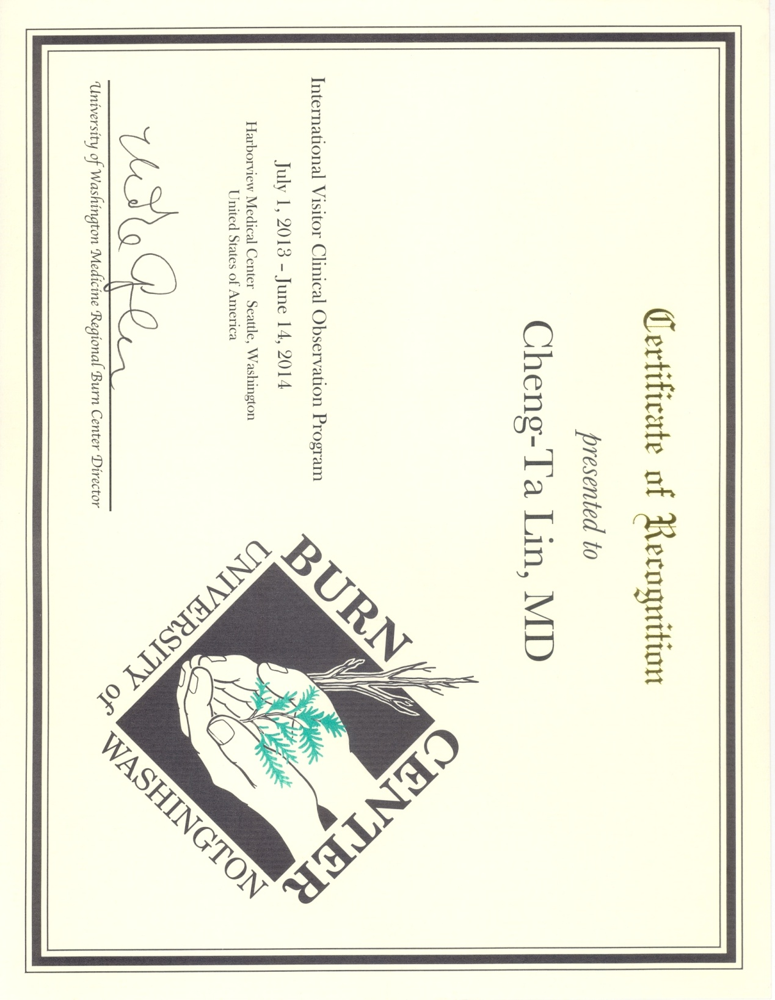 Certificate of Recognition
presented to
Cheng-Ta Lin, MD
International Visitor Clinical Observation Program
July 1, 2013 – June 14, 2014
Harborview Medical Center Seattle, Washington
United States of America
University of Washington Medicine Regional Burn Center Director
BURN
CENTER
UNIVERSITY of
WASHINGTON